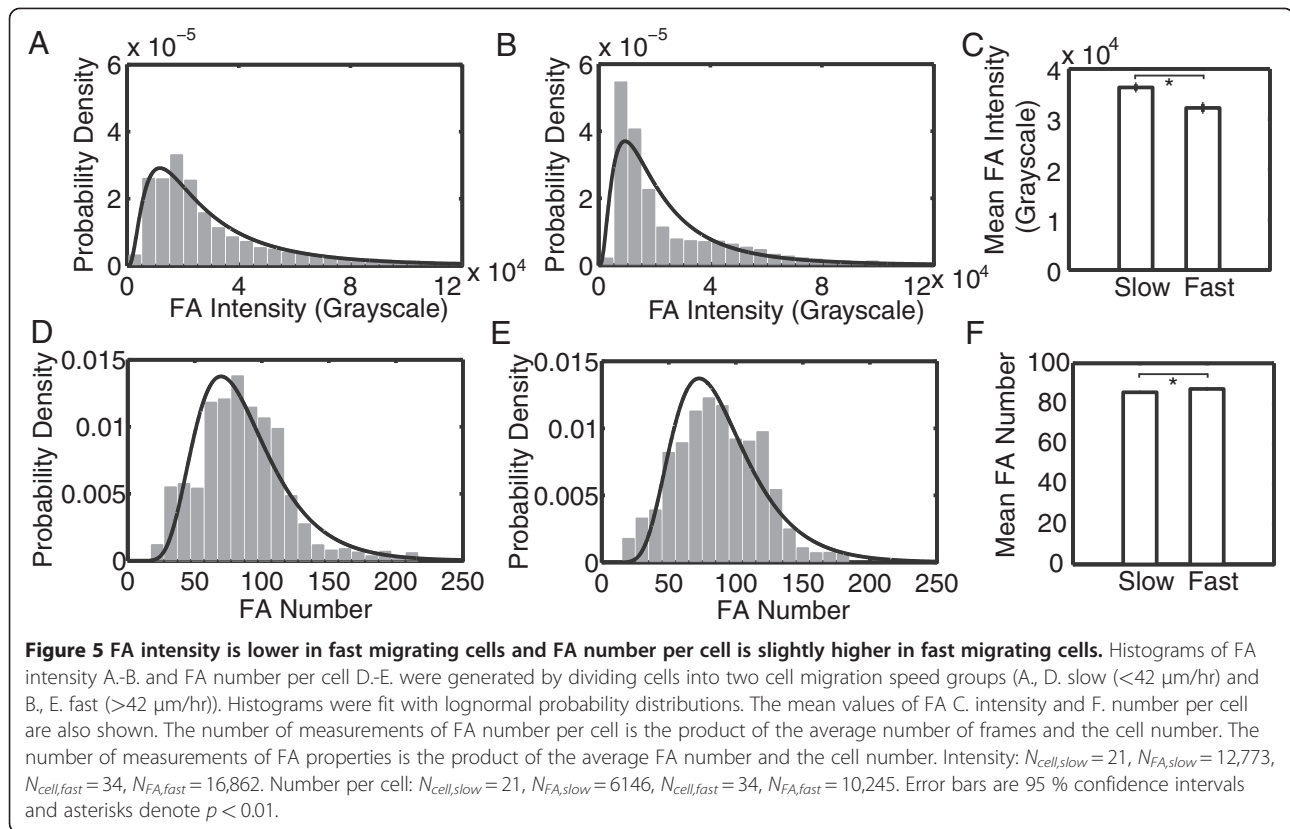 A
x 10⁻⁵
Probability Density
6
4
2
0
0 4 8 12
x 10⁴
FA Intensity (Grayscale)
B
x 10⁻⁵
Probability Density
6
4
2
0
0 4 8 12
x 10⁴
FA Intensity (Grayscale)
C
x 10⁴
Mean FA Intensity
(Grayscale)
4
3
2
1
0
*
Slow Fast
D
Probability Density
0.015
0.01
0.005
0
0 50 100 150 200 250
FA Number
E
Probability Density
0.015
0.01
0.005
0
0 50 100 150 200 250
FA Number
F
Mean FA Number
100
80
60
40
20
0
*
Slow Fast
Figure 5 FA intensity is lower in fast migrating cells and FA number per cell is slightly higher in fast migrating cells. Histograms of FA
intensity A.-B. and FA number per cell D.-E. were generated by dividing cells into two cell migration speed groups (A., D. slow (<42 μm/hr) and
B., E. fast (>42 μm/hr)). Histograms were fit with lognormal probability distributions. The mean values of FA C. intensity and F. number per cell
are also shown. The number of measurements of FA number per cell is the product of the average number of frames and the cell number. The
number of measurements of FA properties is the product of the average FA number and the cell number. Intensity: N_cell,slow = 21, N_FA,slow = 12,773,
N_cell,fast = 34, N_FA,fast = 16,862. Number per cell: N_cell,slow = 21, N_FA,slow = 6146, N_cell,fast = 34, N_FA,fast = 10,245. Error bars are 95 % confidence intervals
and asterisks denote p < 0.01.